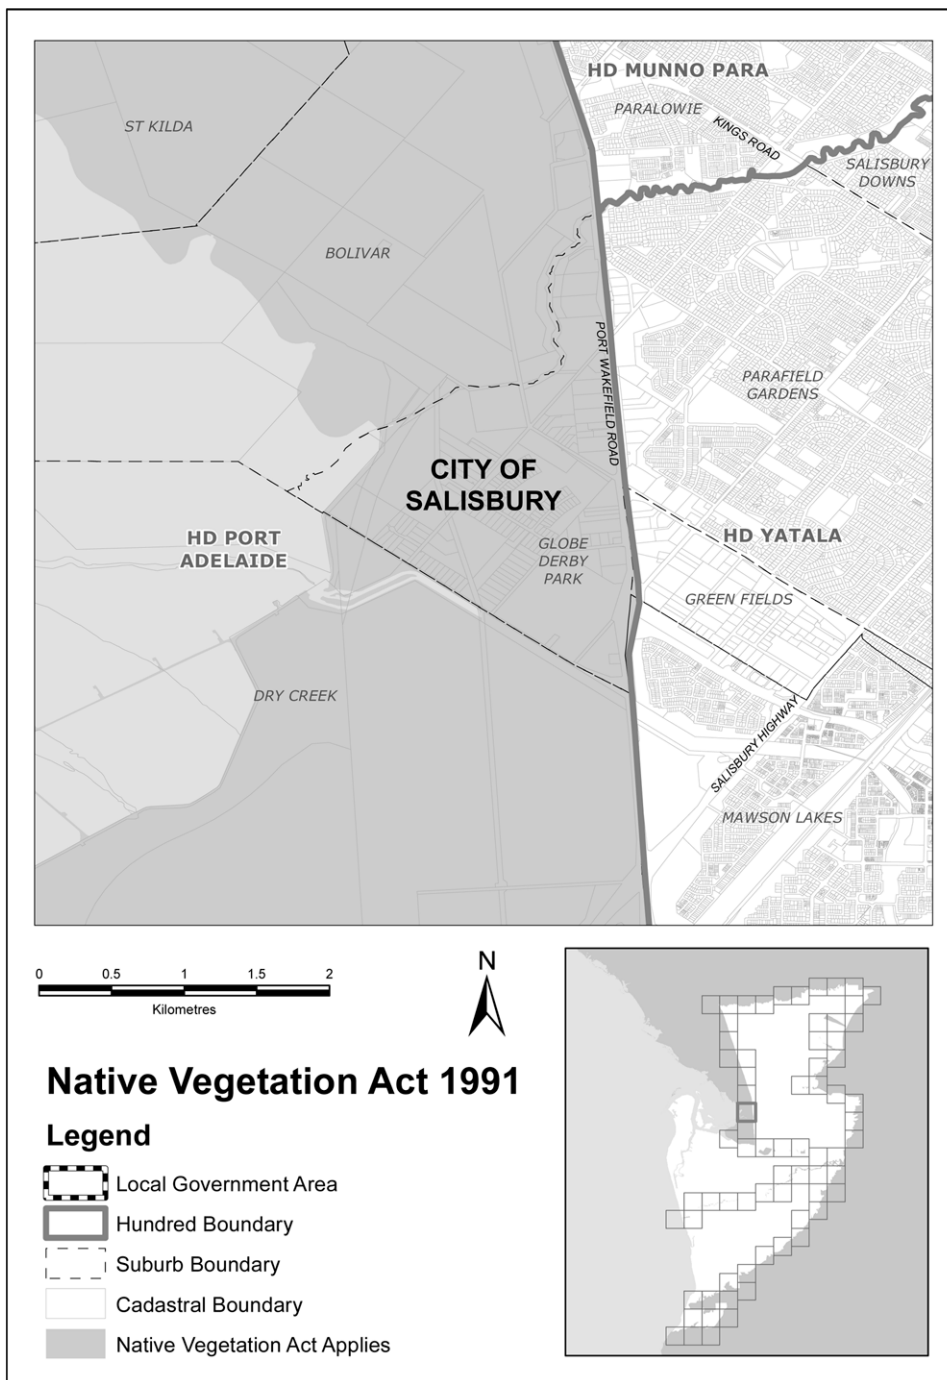 HD MUNNO PARA
ST KILDA
PARALOWIE
KINGS ROAD
SALISBURY
DOWNS
BOLIVAR
PORT WAKEFIELD ROAD
PARAFIELD
GARDENS
CITY OF
SALISBURY
HD PORT
ADELAIDE
HD YATALA
GLOBE
DERBY
PARK
GREEN FIELDS
DRY CREEK
SALISBURY HIGHWAY
MAWSON LAKES
0 0.5 1 1.5 2
Kilometres
N
Native Vegetation Act 1991
Legend
Local Government Area
Hundred Boundary
Suburb Boundary
Cadastral Boundary
Native Vegetation Act Applies